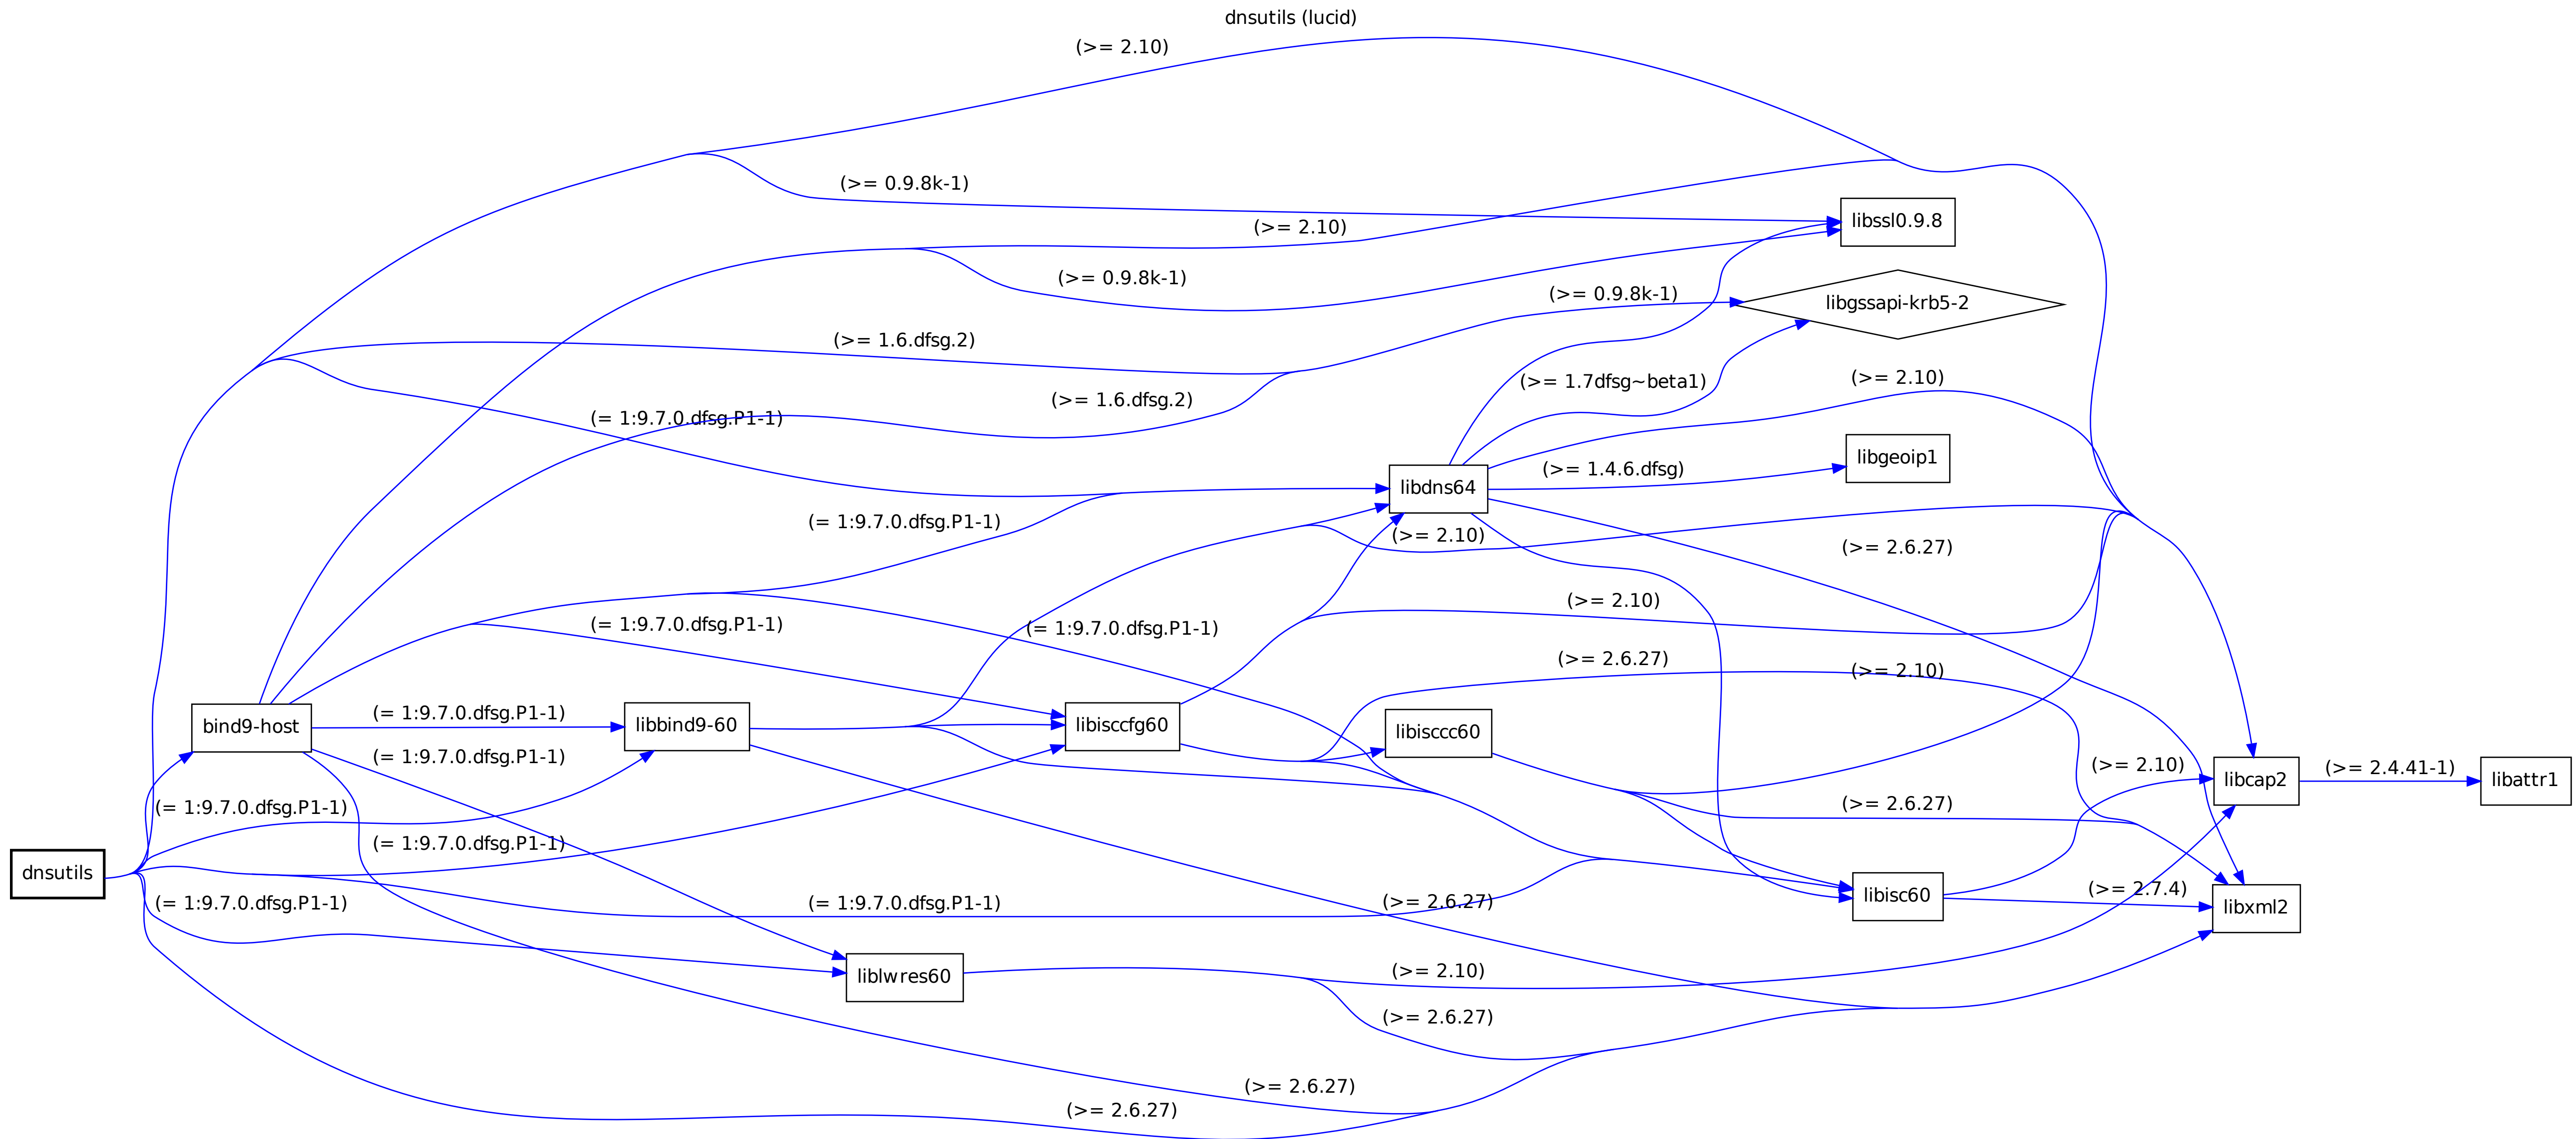 dnsutils (lucid)
(>= 2.10)
(>= 0.9.8k-1)
libssl0.9.8
(>= 2.10)
(>= 0.9.8k-1)
(>= 0.9.8k-1)
libgssapi-krb5-2
(>= 1.6.dfsg.2)
(>= 1.7dfsg~beta1)
(>= 2.10)
(>= 1.6.dfsg.2)
(= 1:9.7.0.dfsg.P1-1)
libgeoip1
(>= 1.4.6.dfsg)
libdns64
(= 1:9.7.0.dfsg.P1-1)
(>= 2.10)
(>= 2.6.27)
(>= 2.10)
(= 1:9.7.0.dfsg.P1-1)
(= 1:9.7.0.dfsg.P1-1)
(>= 2.6.27)
(>= 2.10)
(= 1:9.7.0.dfsg.P1-1)
bind9-host
libbind9-60
libisccfg60
libisccc60
(= 1:9.7.0.dfsg.P1-1)
(>= 2.10)
(>= 2.4.41-1)
libcap2
libattr1
(= 1:9.7.0.dfsg.P1-1)
(>= 2.6.27)
(= 1:9.7.0.dfsg.P1-1)
dnsutils
(>= 2.7.4)
libisc60
(= 1:9.7.0.dfsg.P1-1)
(= 1:9.7.0.dfsg.P1-1)
(>= 2.6.27)
libxml2
liblwres60
(>= 2.10)
(>= 2.6.27)
(>= 2.6.27)
(>= 2.6.27)